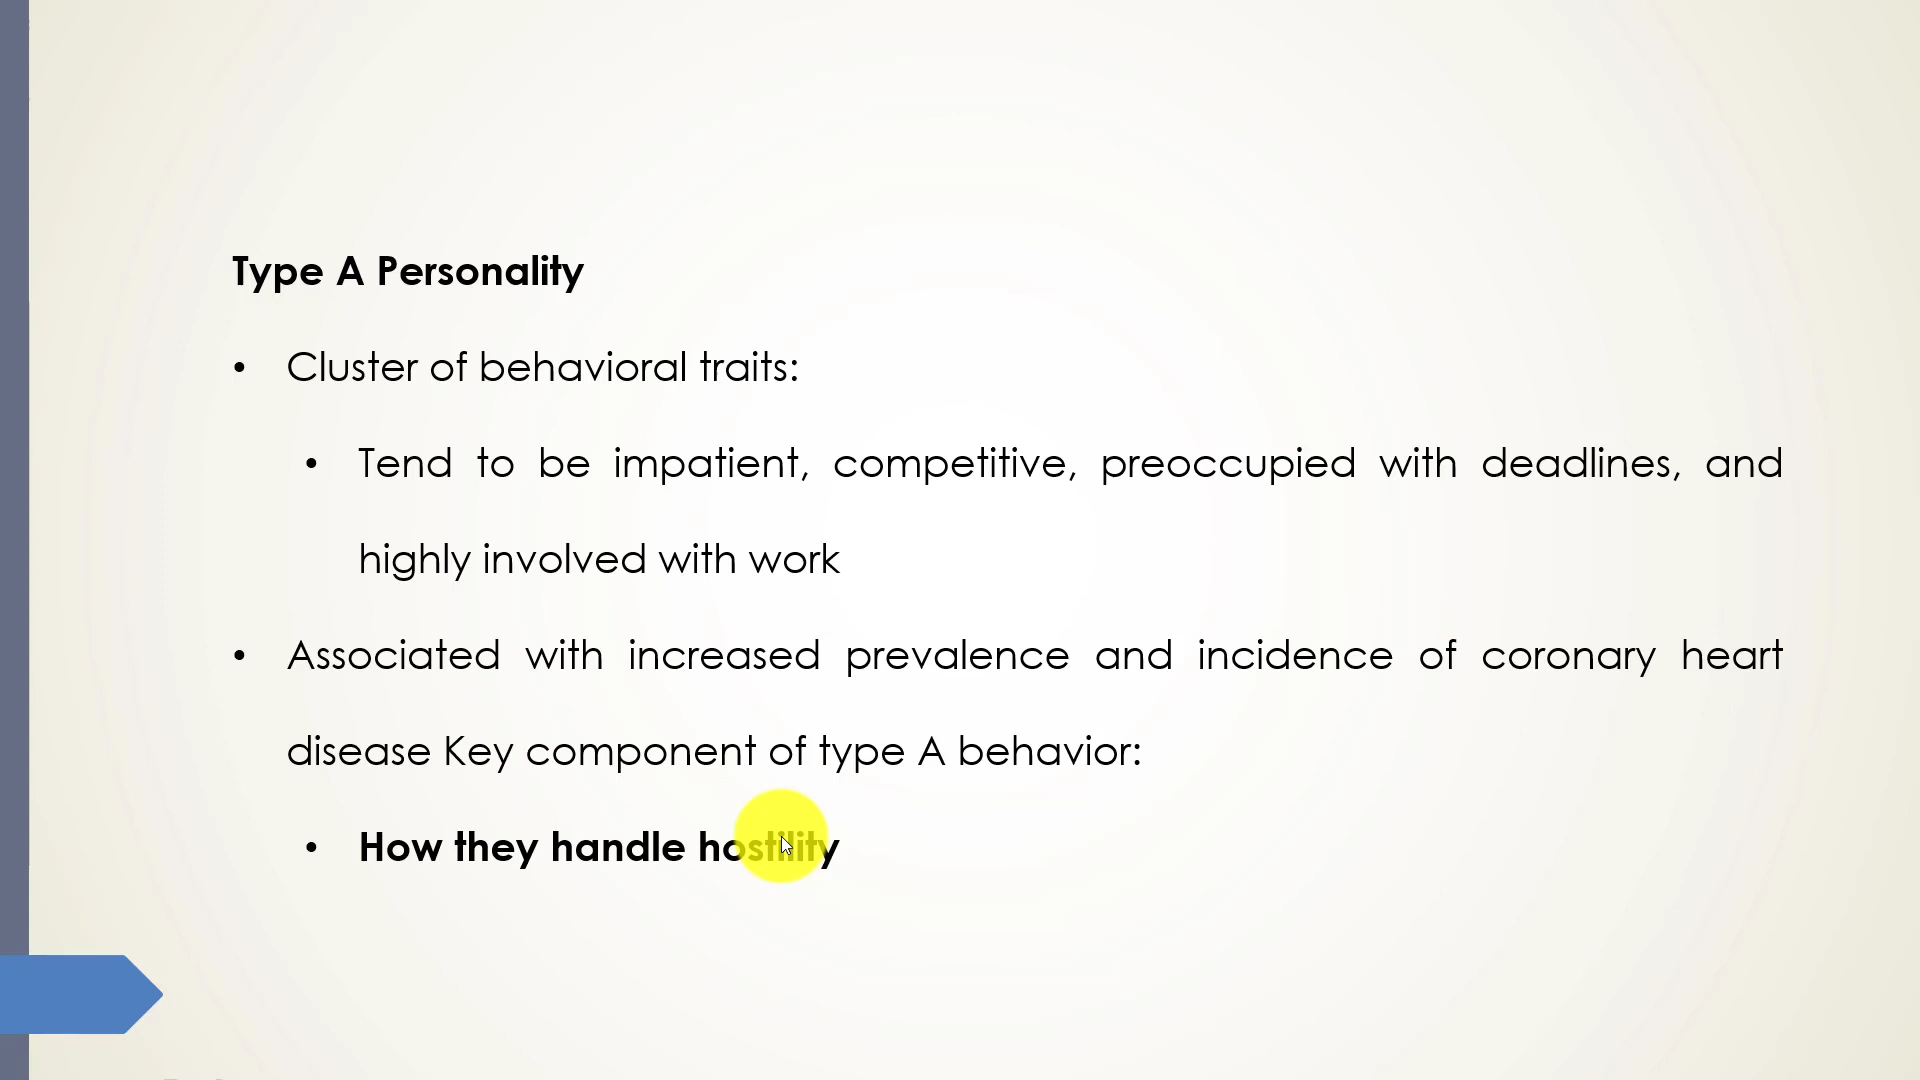 Type A Personality
• Cluster of behavioral traits:
• Tend to be impatient, competitive, preoccupied with deadlines, and
highly involved with work
• Associated with increased prevalence and incidence of coronary heart
disease Key component of type A behavior:
• How they handle hostility